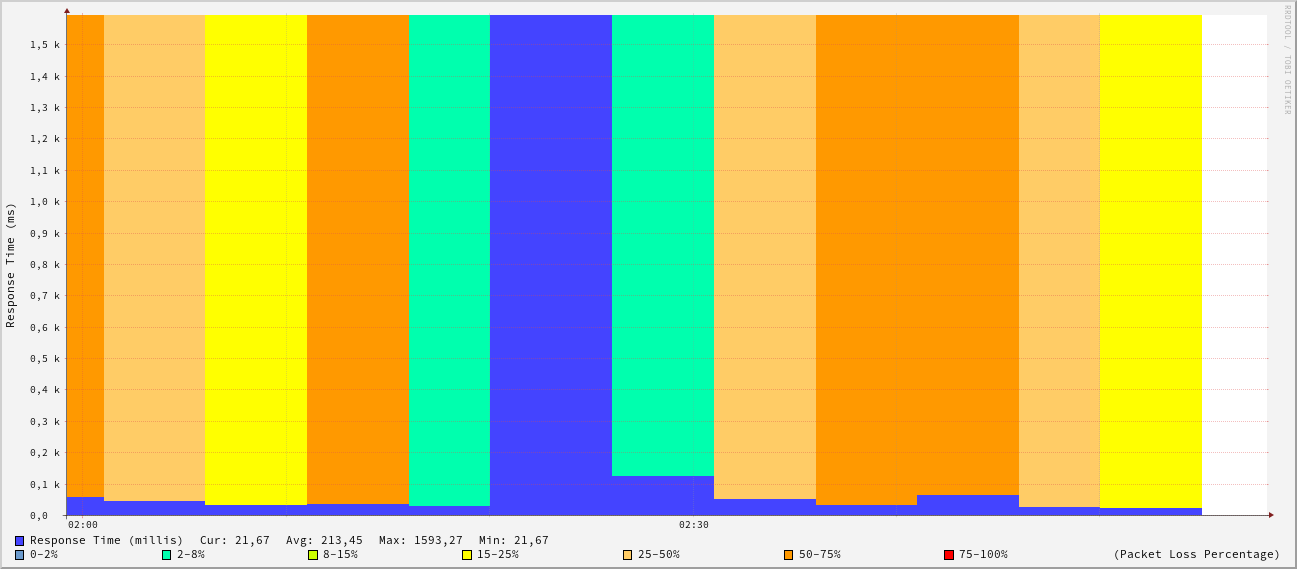 RRDTOOL / TOBI OETIKER
Response Time (ms)
1,5 k
1,4 k
1,3 k
1,2 k
1,1 k
1,0 k
0,9 k
0,8 k
0,7 k
0,6 k
0,5 k
0,4 k
0,3 k
0,2 k
0,1 k
0,0
02:00 02:30
Response Time (millis) Cur: 21,67 Avg: 213,45 Max: 1593,27 Min: 21,67
0-2% 2-8% 8-15% 15-25% 25-50% 50-75% 75-100% (Packet Loss Percentage)